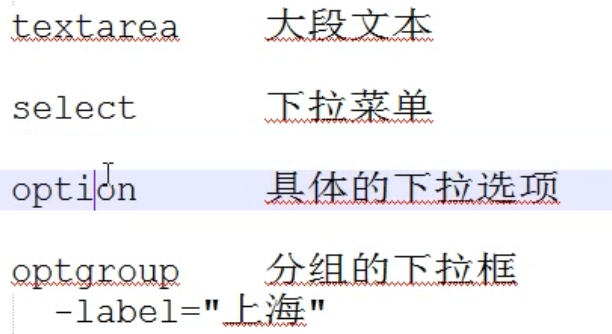 textarea 大段文本
select 下拉菜单
option 具体的下拉选项
optgroup 分组的下拉框
-label="上海"